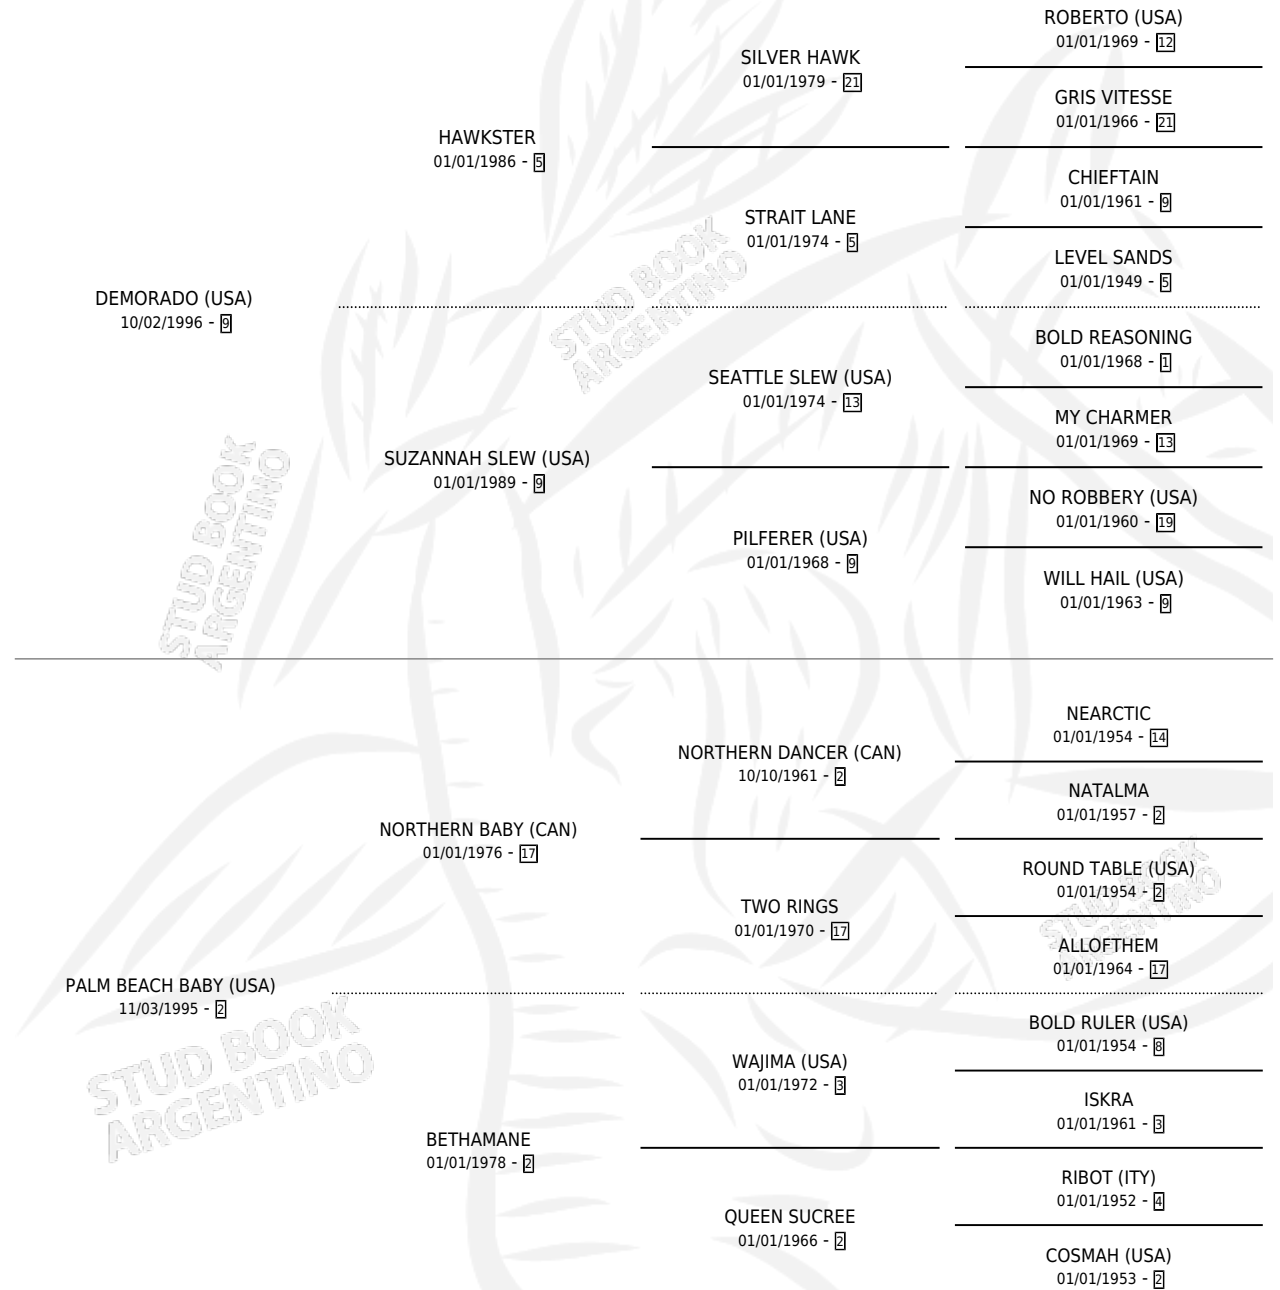 ROBERTO (USA)
01/01/1969 - 12
SILVER HAWK
01/01/1979 - 21
GRIS VITESSE
01/01/1966 - 21
HAWKSTER
01/01/1986 - 5
CHIEFTAIN
01/01/1961 - 9
STRAIT LANE
01/01/1974 - 5
LEVEL SANDS
01/01/1949 - 5
DEMORADO (USA)
10/02/1996 - 9
STUD BOOK
ARGENTINO
BOLD REASONING
01/01/1968 - 1
SEATTLE SLEW (USA)
01/01/1974 - 13
MY CHARMER
01/01/1969 - 13
SUZANNAH SLEW (USA)
01/01/1989 - 9
NO ROBBERY (USA)
01/01/1960 - 19
PILFERER (USA)
01/01/1968 - 9
WILL HAIL (USA)
01/01/1963 - 9
STUD BOOK
ARGENTINO
NEARCTIC
01/01/1954 - 14
NORTHERN DANCER (CAN)
10/10/1961 - 2
NATALMA
01/01/1957 - 2
NORTHERN BABY (CAN)
01/01/1976 - 17
ROUND TABLE (USA)
01/01/1954 - 2
TWO RINGS
01/01/1970 - 17
ALLOFTHEM
01/01/1964 - 17
STUD BOOK
ARGENTINO
PALM BEACH BABY (USA)
11/03/1995 - 2
BOLD RULER (USA)
01/01/1954 - 8
WAJIMA (USA)
01/01/1972 - 3
ISKRA
01/01/1961 - 3
STUD BOOK
ARGENTINO
BETHAMANE
01/01/1978 - 2
RIBOT (ITY)
01/01/1952 - 4
QUEEN SUCREE
01/01/1966 - 2
COSMAH (USA)
01/01/1953 - 2